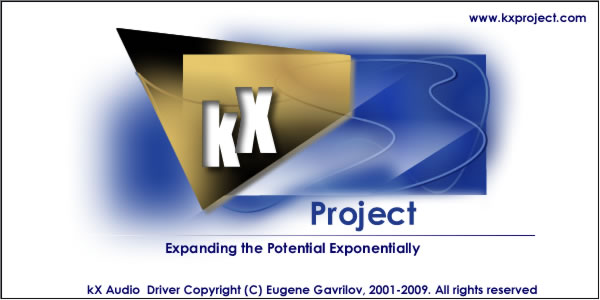 www.kxproject.com
kX
Project
Expanding the Potential Exponentially
kX Audio Driver Copyright (C) Eugene Gavrilov, 2001-2009. All rights reserved